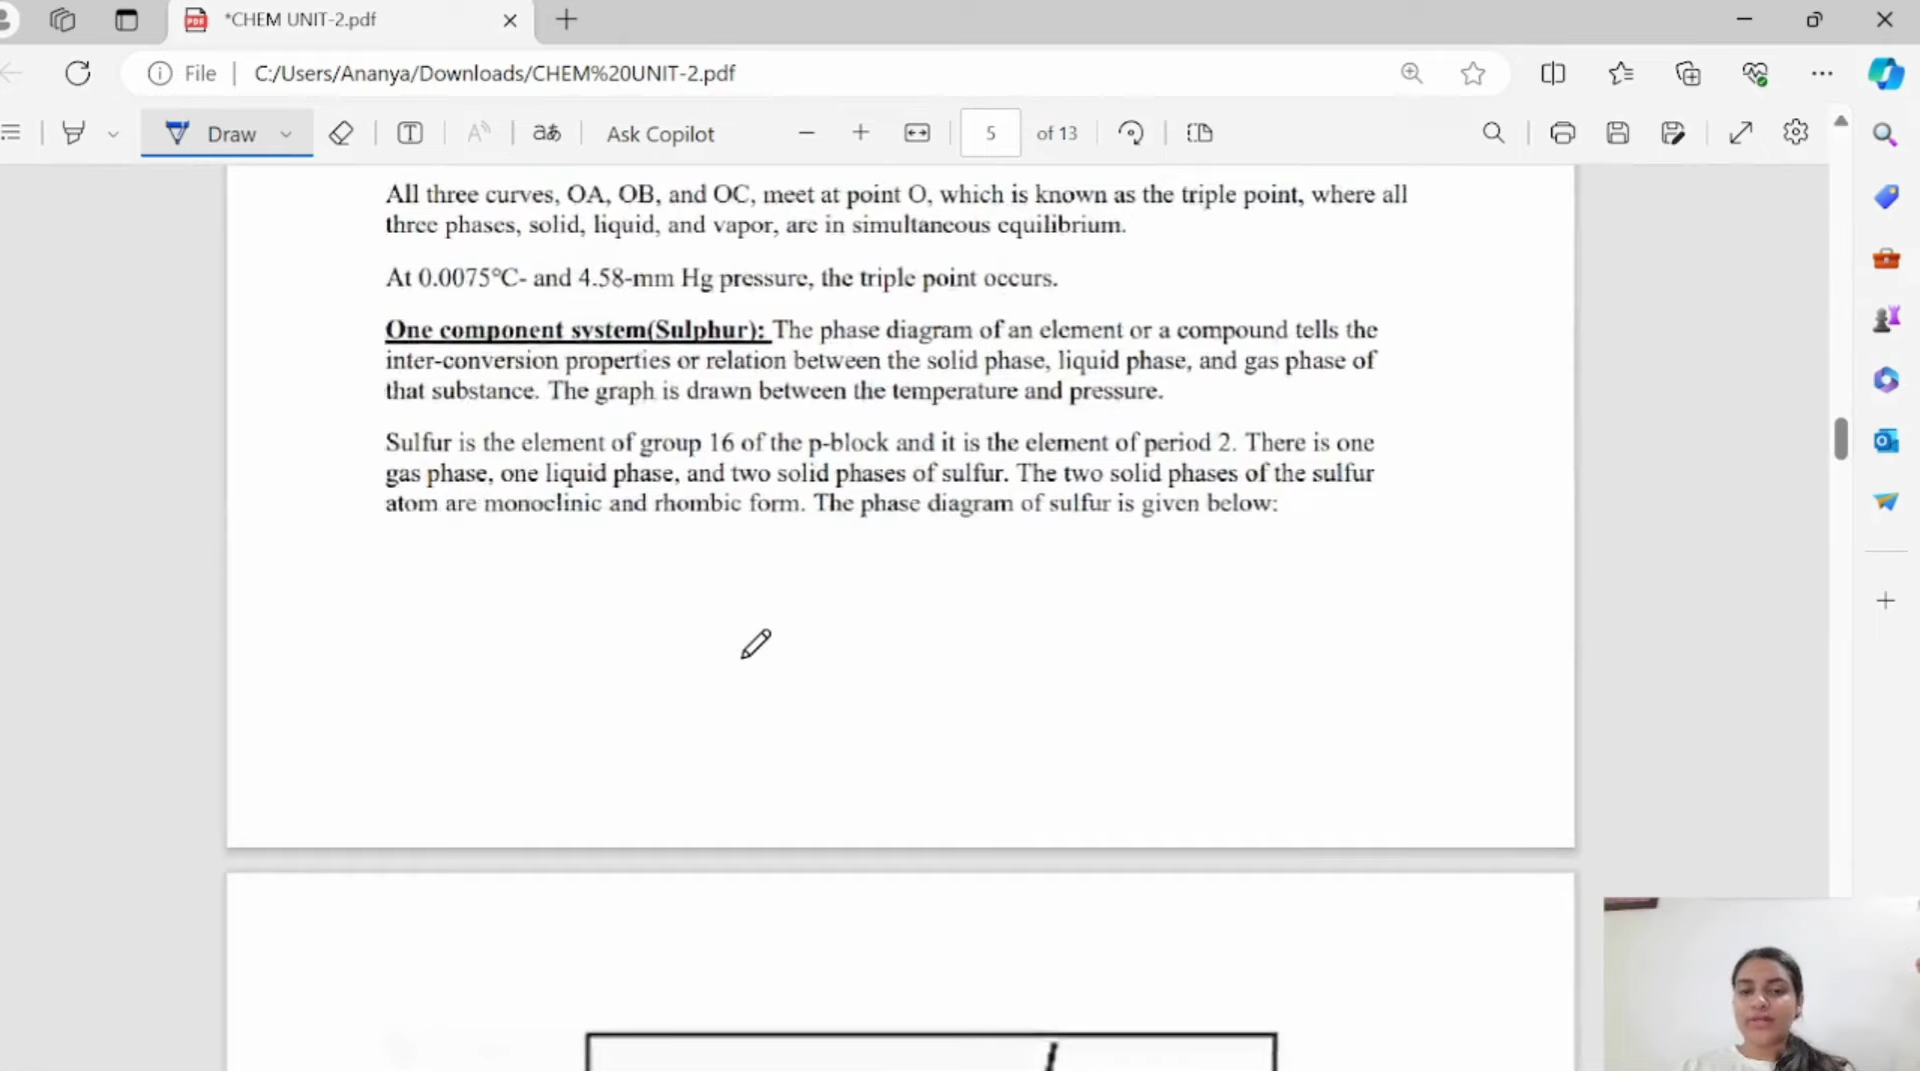 *CHEM UNIT-2.pdf
File
C:/Users/Ananya/Downloads/CHEM%20UNIT-2.pdf
Draw
Ask Copilot
5 of 13
All three curves, OA, OB, and OC, meet at point O, which is known as the triple point, where all
three phases, solid, liquid, and vapor, are in simultaneous equilibrium.
At 0.0075°C- and 4.58-mm Hg pressure, the triple point occurs.
One component system(Sulphur): The phase diagram of an element or a compound tells the
inter-conversion properties or relation between the solid phase, liquid phase, and gas phase of
that substance. The graph is drawn between the temperature and pressure.
Sulfur is the element of group 16 of the p-block and it is the element of period 2. There is one
gas phase, one liquid phase, and two solid phases of sulfur. The two solid phases of the sulfur
atom are monoclinic and rhombic form. The phase diagram of sulfur is given below: